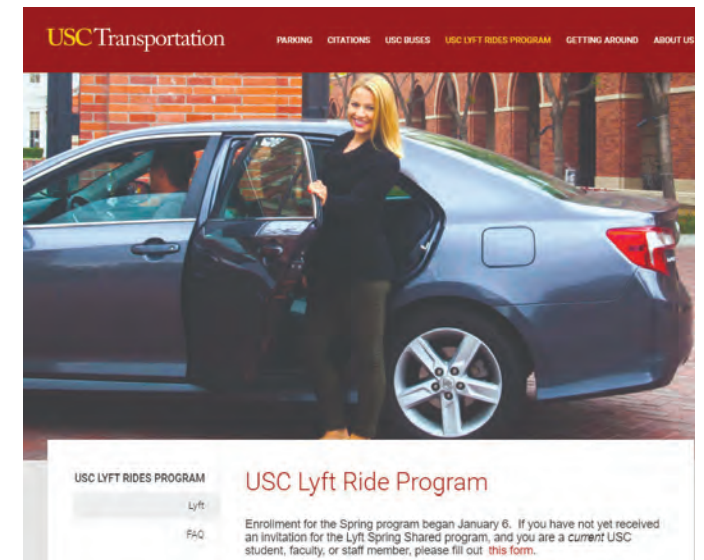 USC Transportation
PARKING CITATIONS USC BUSES USC LYFT RIDES PROGRAM GETTING AROUND ABOUT US
USC LYFT RIDES PROGRAM
Lyft
FAQ
USC Lyft Ride Program
Enrollment for the Spring program began January 6. If you have not yet received
an invitation for the Lyft Spring Shared program, and you are a current USC
student, faculty, or staff member, please fill out this form.